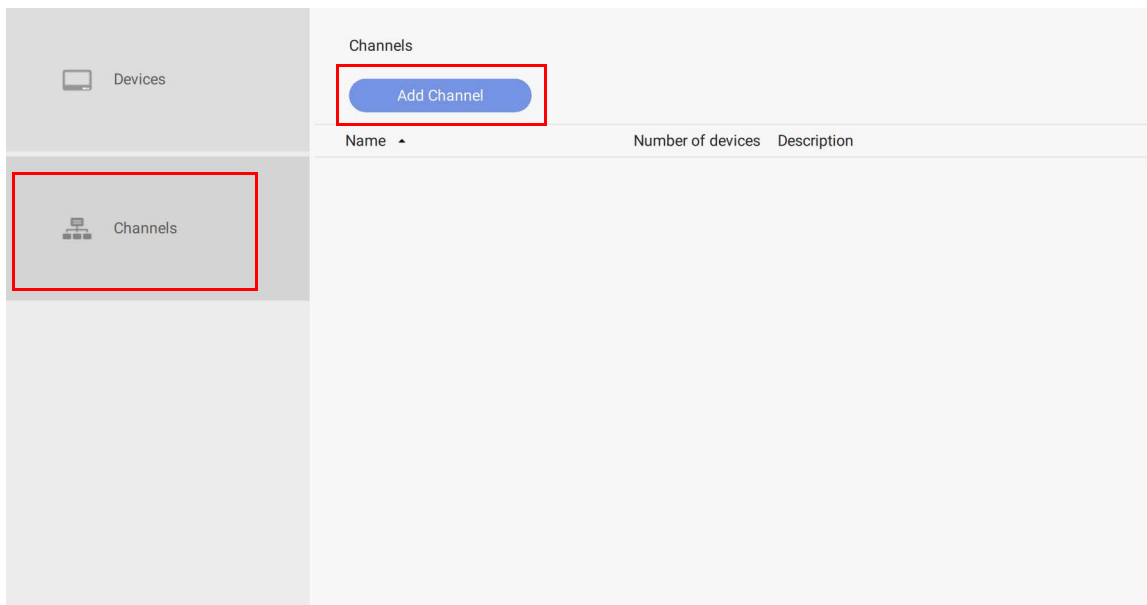 Devices
Channels
Channels
Add Channel
Name Number of devices Description